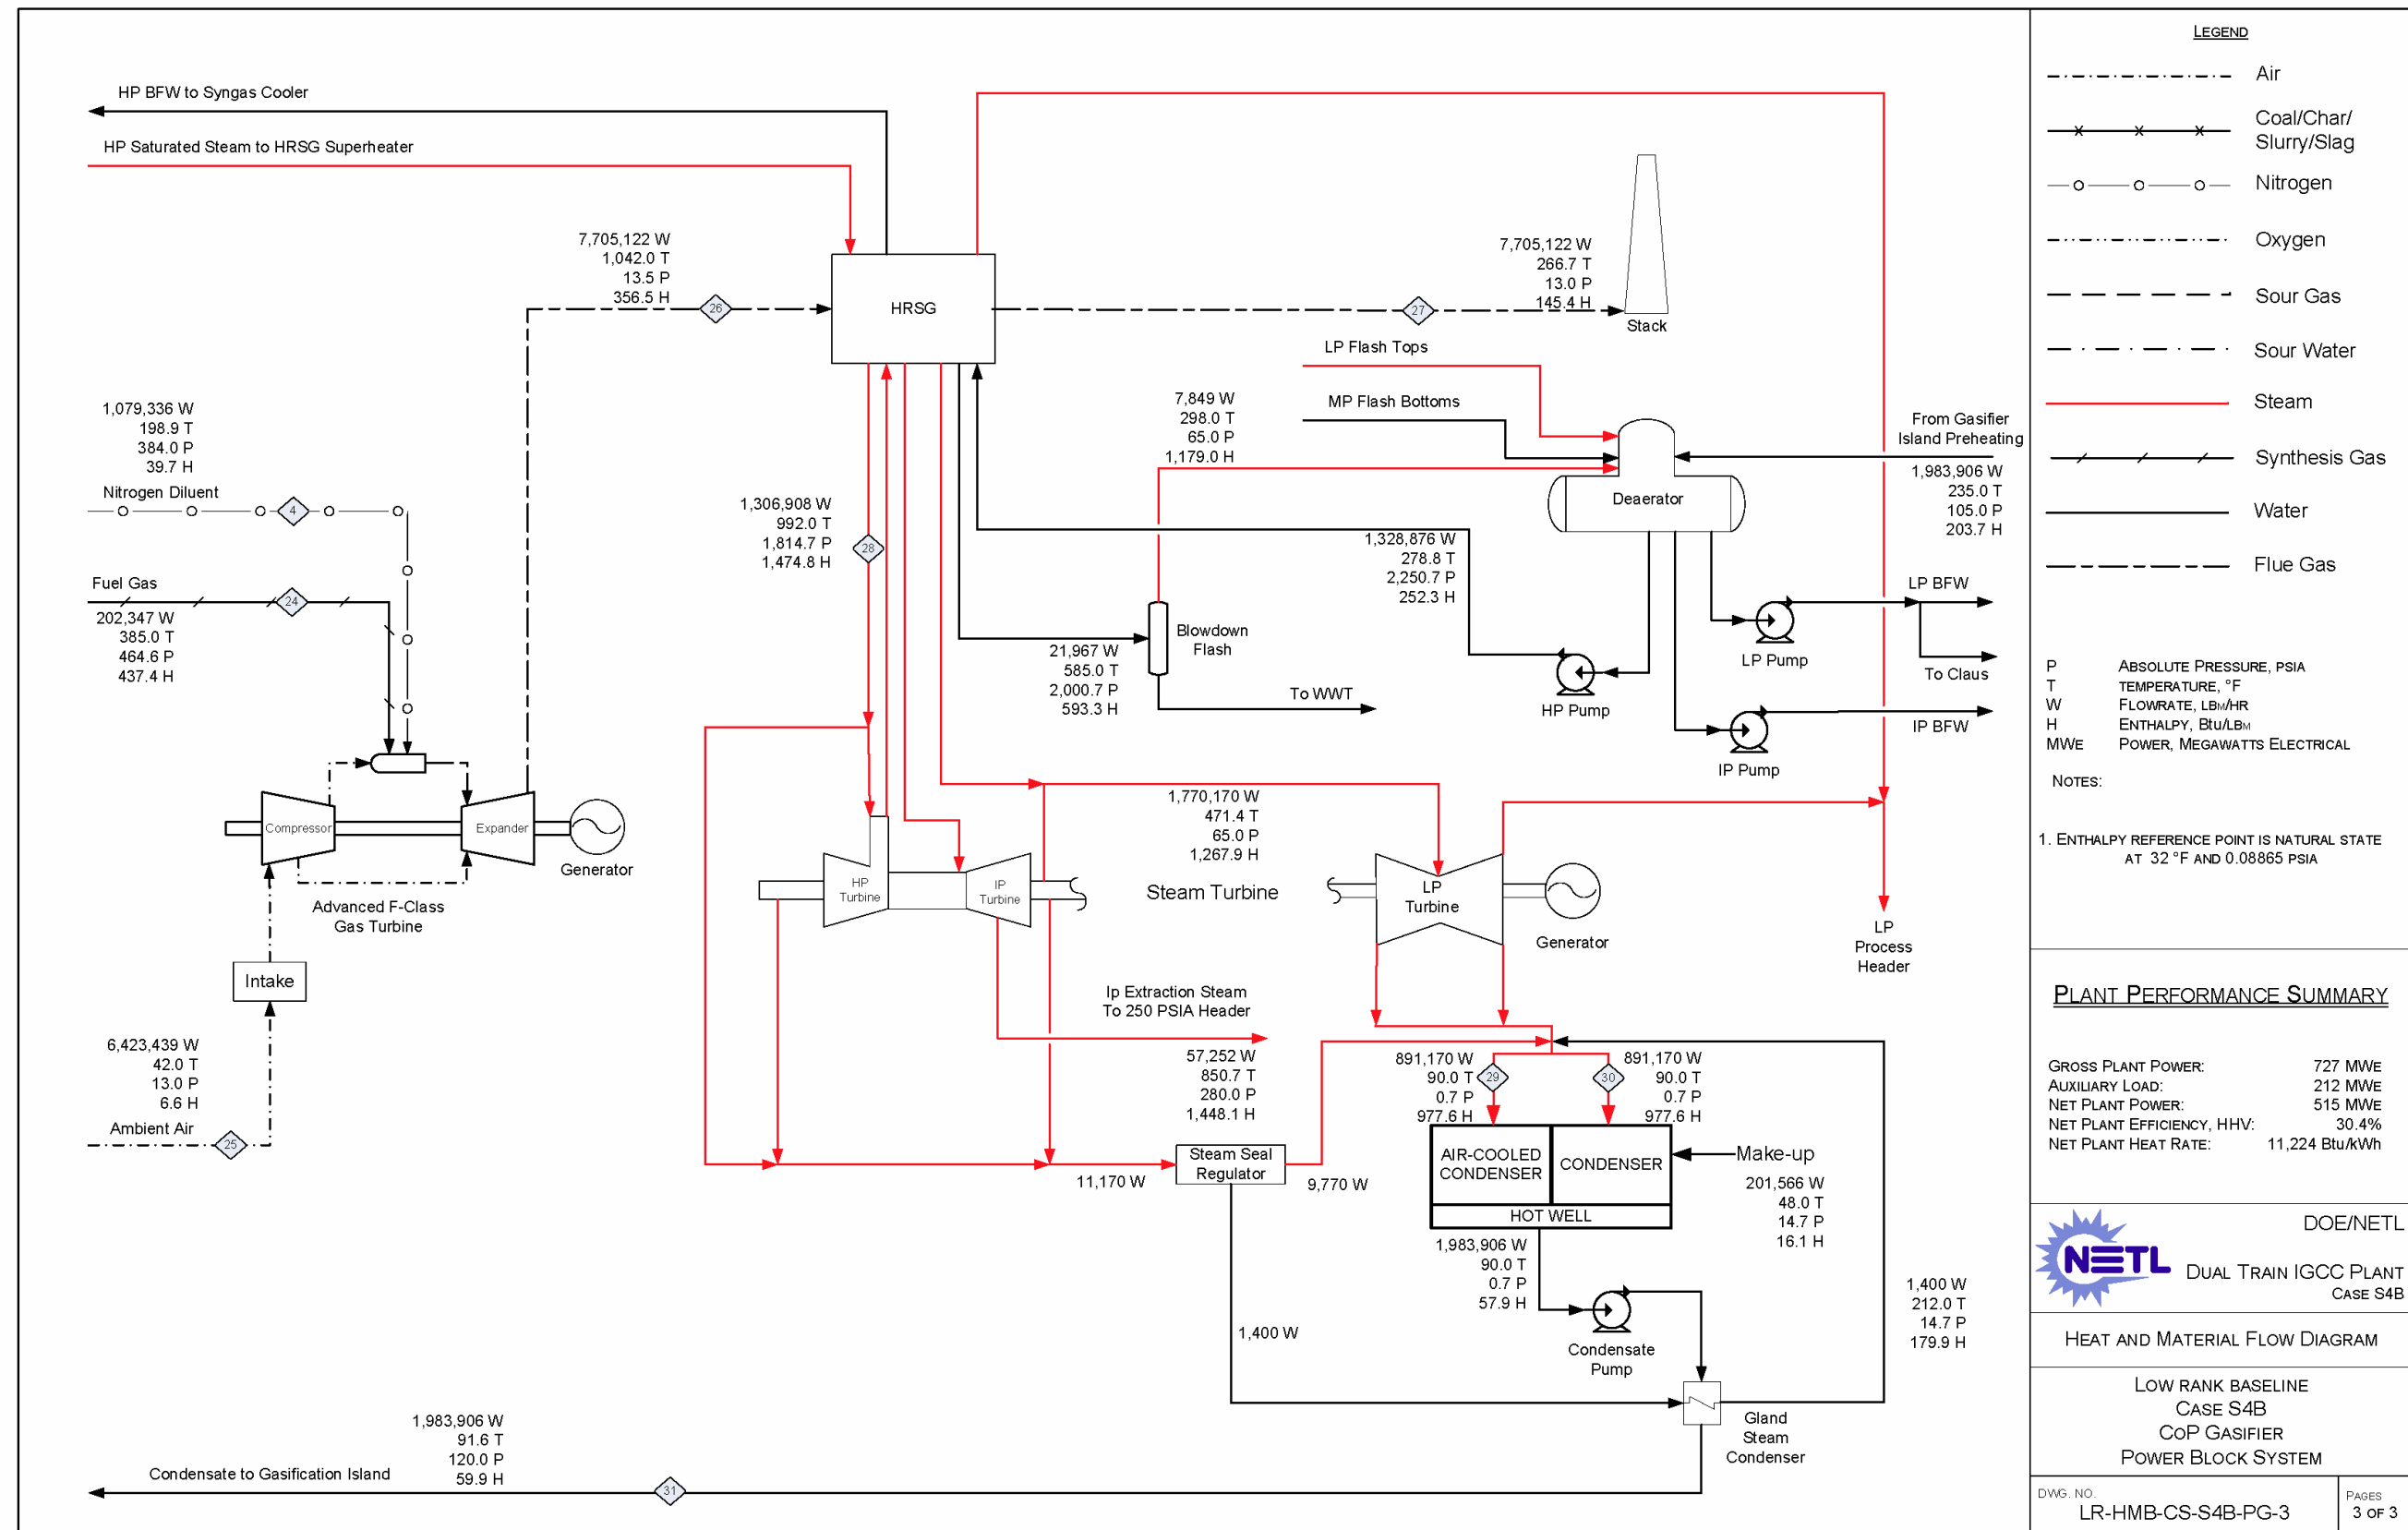 HP BFW to Syngas Cooler
HP Saturated Steam to HRSG Superheater
7,705,122 W
1,042.0 T
13.5 P
356.5 H
26
HRSG
7,705,122 W
266.7 T
13.0 P
145.4 H
27
Stack
LP Flash Tops
MP Flash Bottoms
7,849 W
298.0 T
65.0 P
1,179.0 H
From Gasifier
Island Preheating
1,983,906 W
235.0 T
105.0 P
203.7 H
Deaerator
1,079,336 W
198.9 T
384.0 P
39.7 H
Nitrogen Diluent
4
Fuel Gas
24
202,347 W
385.0 T
464.6 P
437.4 H
1,306,908 W
992.0 T
1,814.7 P
1,474.8 H
28
1,328,876 W
278.8 T
2,250.7 P
252.3 H
Blowdown
Flash
21,967 W
585.0 T
2,000.7 P
593.3 H
To WWT
HP Pump
LP BFW
LP Pump
To Claus
IP BFW
IP Pump
Compressor
Expander
Generator
Advanced F-Class
Gas Turbine
Intake
6,423,439 W
42.0 T
13.0 P
6.6 H
Ambient Air
25
1,770,170 W
471.4 T
65.0 P
1,267.9 H
Steam Turbine
HP
Turbine
IP
Turbine
LP
Turbine
Generator
LP
Process
Header
Ip Extraction Steam
To 250 PSIA Header
57,252 W
850.7 T
280.0 P
1,448.1 H
891,170 W
90.0 T
0.7 P
977.6 H
29
30
891,170 W
90.0 T
0.7 P
977.6 H
Steam Seal
Regulator
11,170 W
9,770 W
AIR-COOLED
CONDENSER
CONDENSER
HOT WELL
Make-up
201,566 W
48.0 T
14.7 P
16.1 H
1,983,906 W
90.0 T
0.7 P
57.9 H
Condensate
Pump
1,400 W
1,400 W
212.0 T
14.7 P
179.9 H
Gland
Steam
Condenser
1,983,906 W
91.6 T
120.0 P
59.9 H
Condensate to Gasification Island
31
LEGEND
Air
Coal/Char/
Slurry/Slag
Nitrogen
Oxygen
Sour Gas
Sour Water
Steam
Synthesis Gas
Water
Flue Gas
P ABSOLUTE PRESSURE, PSIA
T TEMPERATURE, °F
W FLOWRATE, LBM/HR
H ENTHALPY, Btu/LBM
MWE POWER, MEGAWATTS ELECTRICAL
NOTES:
1. ENTHALPY REFERENCE POINT IS NATURAL STATE
AT 32 °F AND 0.08865 PSIA
PLANT PERFORMANCE SUMMARY
GROSS PLANT POWER: 727 MWE
AUXILIARY LOAD: 212 MWE
NET PLANT POWER: 515 MWE
NET PLANT EFFICIENCY, HHV: 30.4%
NET PLANT HEAT RATE: 11,224 Btu/kWh
NETL
DOE/NETL
DUAL TRAIN IGCC PLANT
CASE S4B
HEAT AND MATERIAL FLOW DIAGRAM
LOW RANK BASELINE
CASE S4B
COP GASIFIER
POWER BLOCK SYSTEM
DWG. NO.
LR-HMB-CS-S4B-PG-3
PAGES
3 OF 3